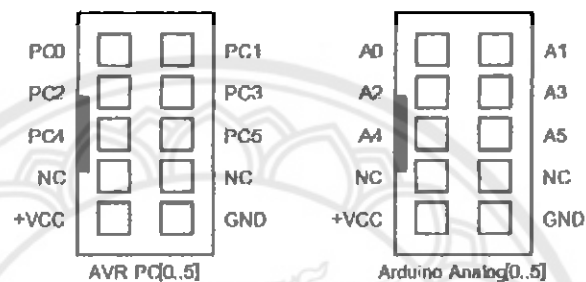 PC0 PC1 A0 A1
PC2 PC3 A2 A3
PC4 PC5 A4 A5
NC NC NC NC
+VCC GND +VCC GND
AVR PC[0..5] Arduino Analog[0..5]